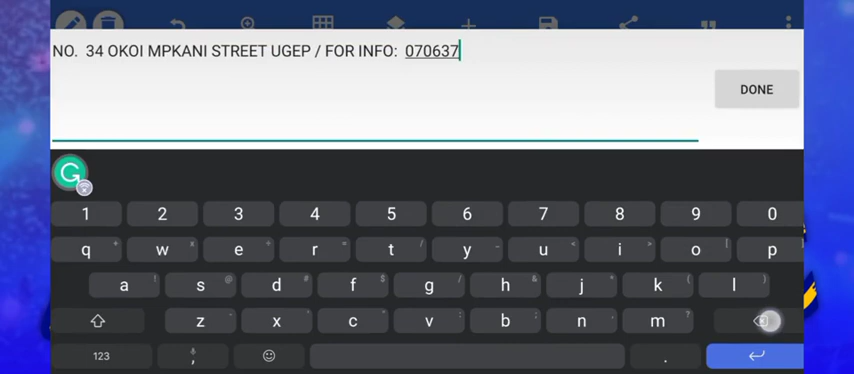 NO.  34 OKOI MPKANI STREET UGEP / FOR INFO:  070637
DONE
1 2 3 4 5 6 7 8 9 0
q w e r t y u i o p
a s d f g h j k l
z x c v b n m
123 , .